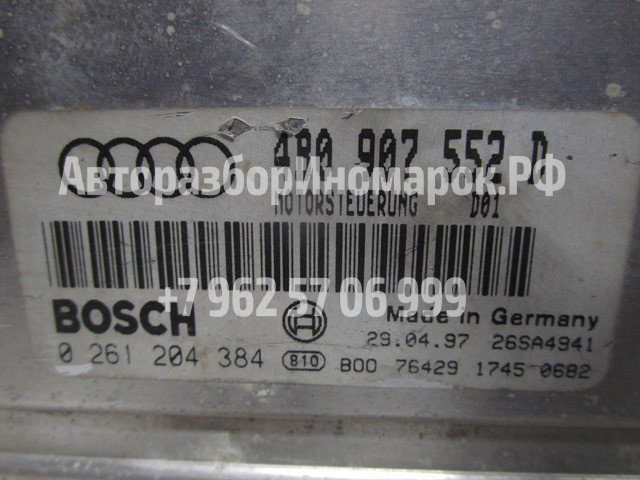 4B0 907 552 D
АвторазборИномарок.РФ
MOTORSTEUERUNG D01
+7 962 57 06 999
BOSCH
Made in Germany
29.04.97 26SA4941
0 261 204 384 810 B00 76429 1745 0682